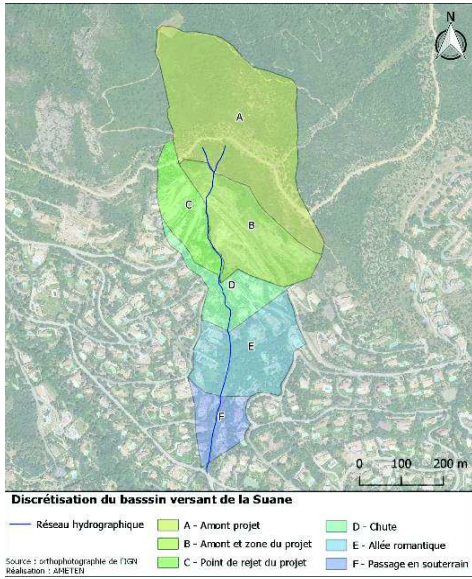 N
A
C
B
D
E
F
0 100 200 m
Discrétisation du basssin versant de la Suane
Réseau hydrographique
A - Amont projet
B - Amont et zone du projet
C - Point de rejet du projet
D - Chute
E - Allée romantique
F - Passage en souterrain
Source : orthophotographie de l'IGN
Réalisation : AMETEN